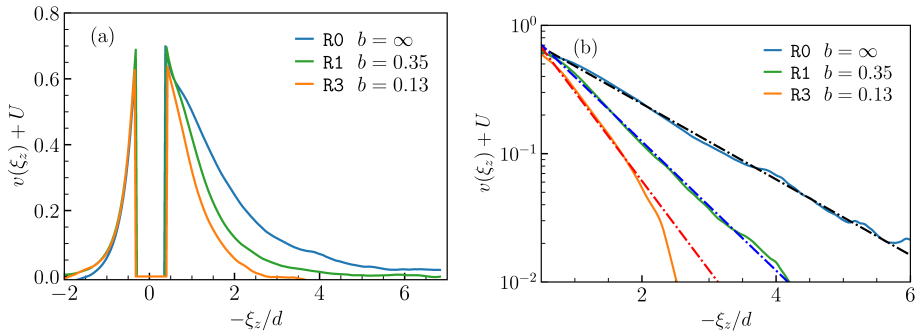 (a)
R0 b = ∞
R1 b = 0.35
R3 b = 0.13
0.8
0.6
0.4
0.2
0.0
v(ξz) + U
−2 0 2 4 6
−ξz/d
(b)
R0 b = ∞
R1 b = 0.35
R3 b = 0.13
10⁰
10⁻¹
10⁻²
v(ξz) + U
2 4 6
−ξz/d